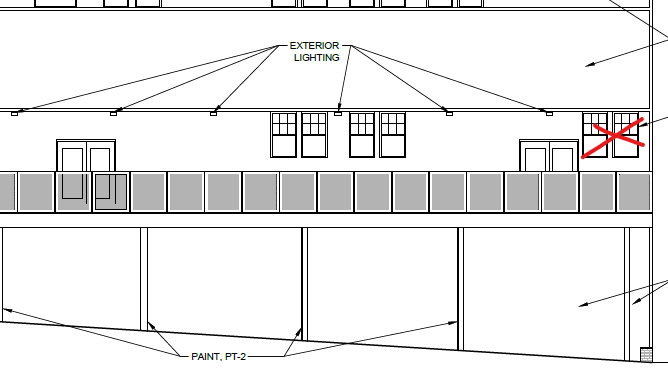 EXTERIOR
LIGHTING
PAINT, PT-2